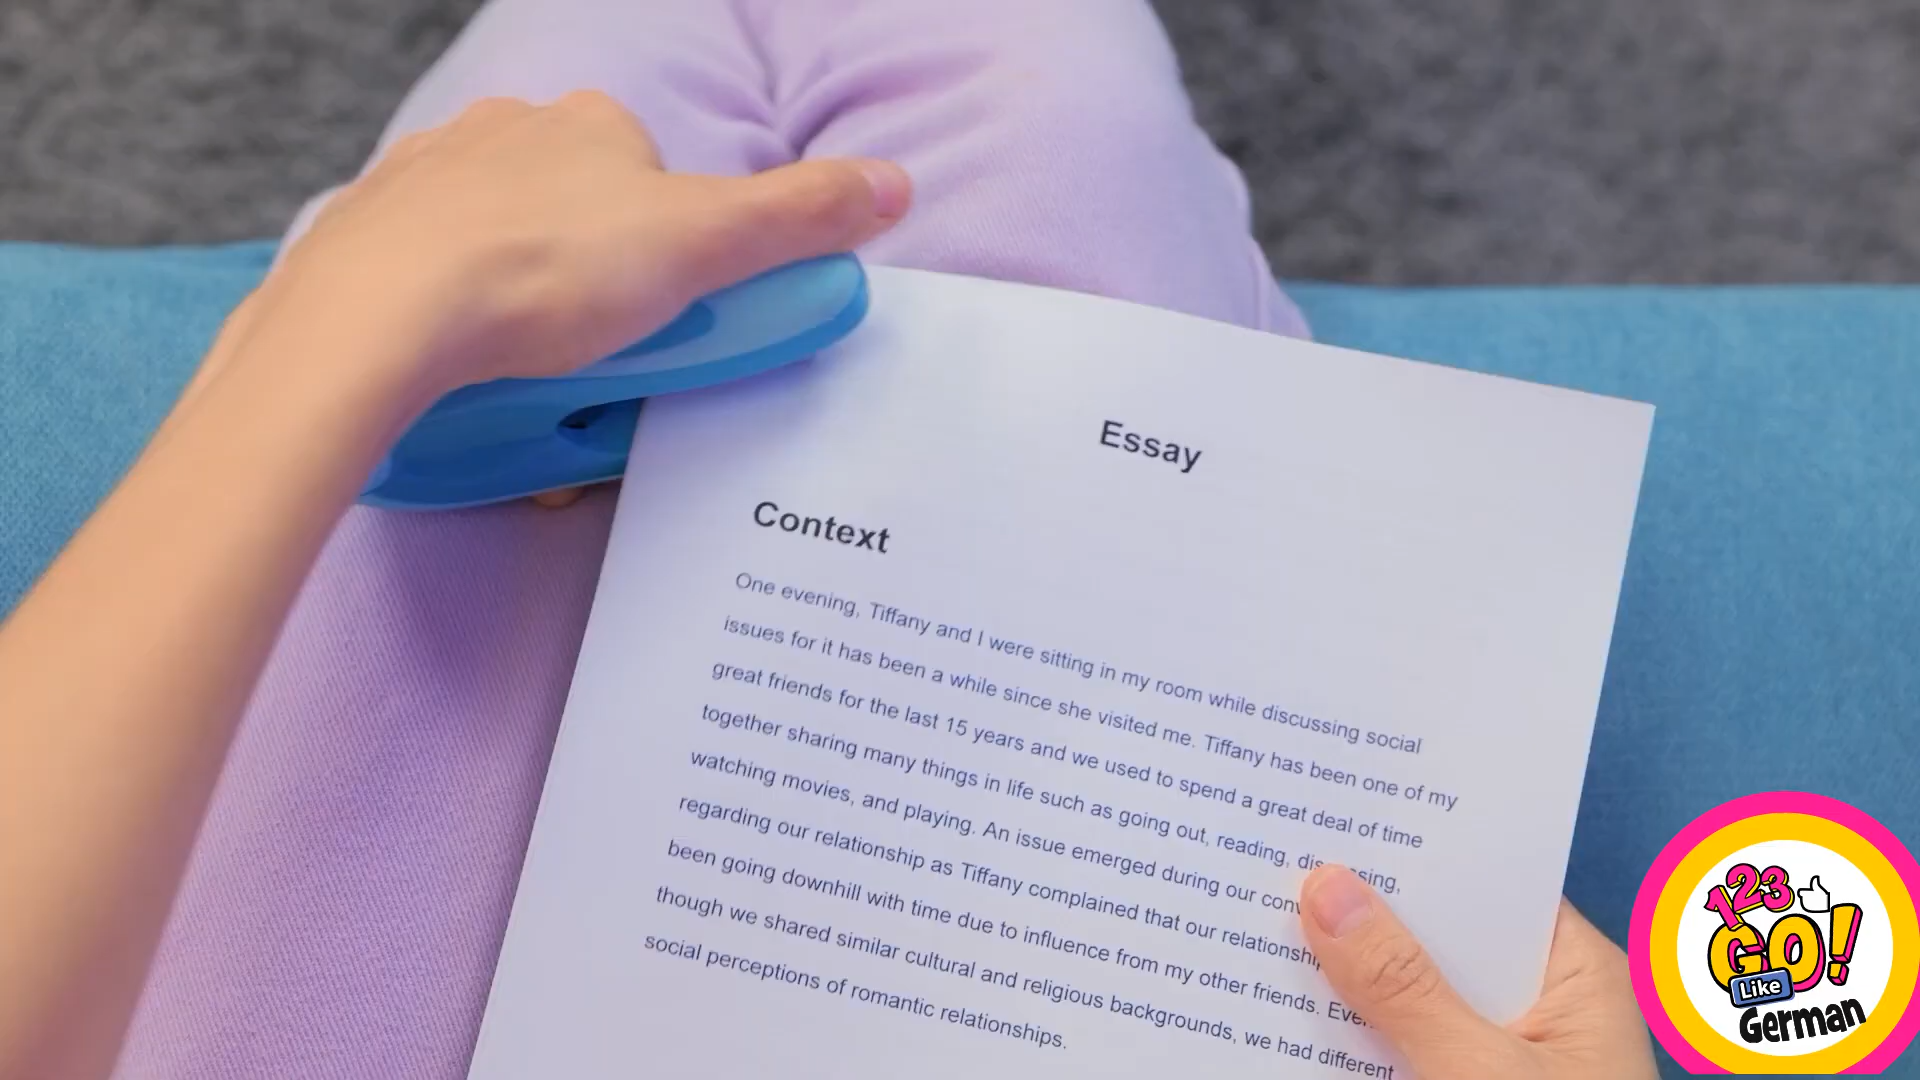 Essay
Context
One evening, Tiffany and I were sitting in my room while discussing social
issues for it has been a while since she visited me. Tiffany has been one of my
great friends for the last 15 years and we used to spend a great deal of time
together sharing many things in life such as going out, reading,
watching movies, and playing. An issue emerged during our
regarding our relationship as Tiffany complained that our
been going downhill with time due to influence from my other friends.
though we shared similar cultural and religious backgrounds, we had different
social perceptions of romantic relationships.
123
GO!
Like
German